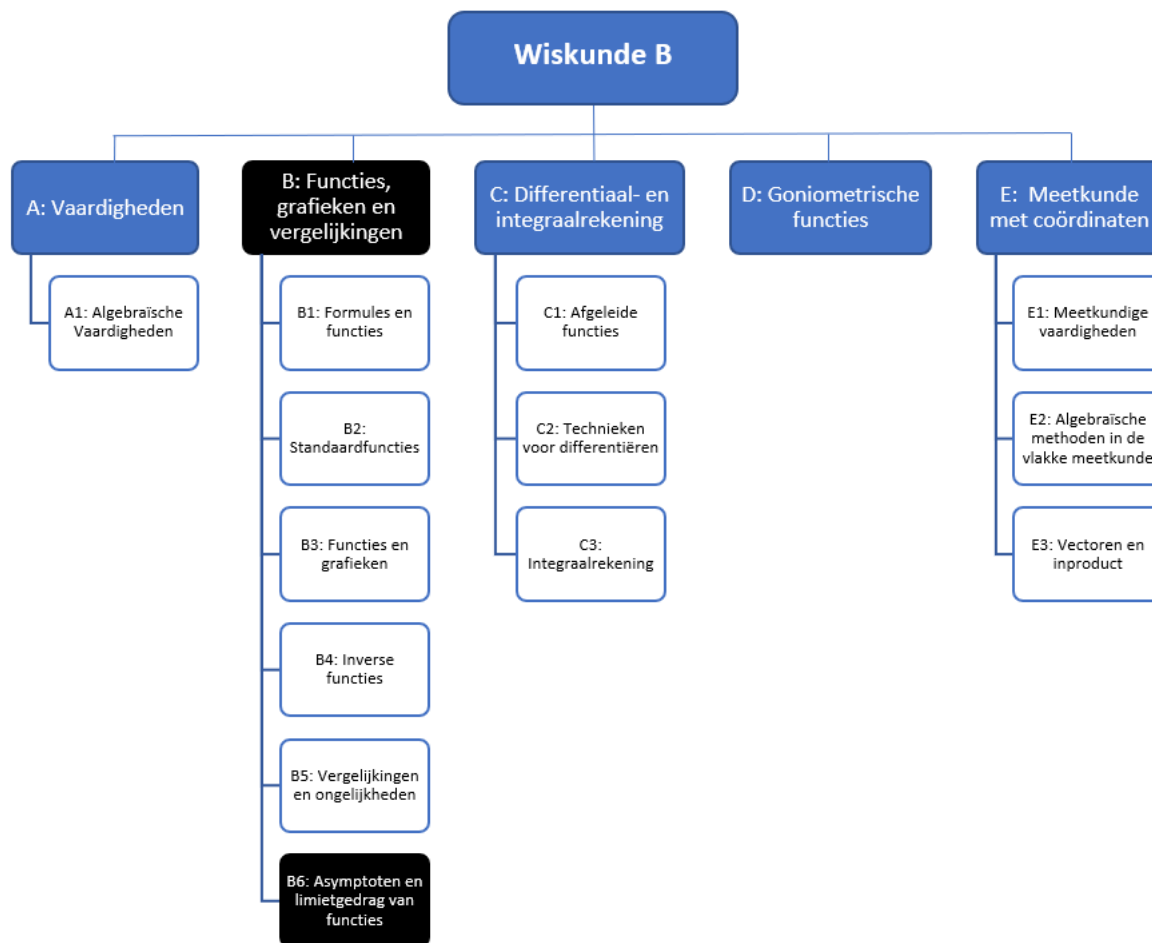 Wiskunde B
A: Vaardigheden
B: Functies,
grafieken en
vergelijkingen
C: Differentiaal- en
integraalrekening
D: Goniometrische
functies
E:  Meetkunde
met coördinaten
A1: Algebraïsche
Vaardigheden
B1: Formules en
functies
B2:
Standaardfuncties
B3: Functies en
grafieken
B4: Inverse
functies
B5: Vergelijkingen
en ongelijkheden
B6: Asymptoten en
limietgedrag van
functies
C1: Afgeleide
functies
C2: Technieken
voor differentiëren
C3:
Integraalrekening
E1: Meetkundige
vaardigheden
E2: Algebraïsche
methoden in de
vlakke meetkunde
E3: Vectoren en
inproduct